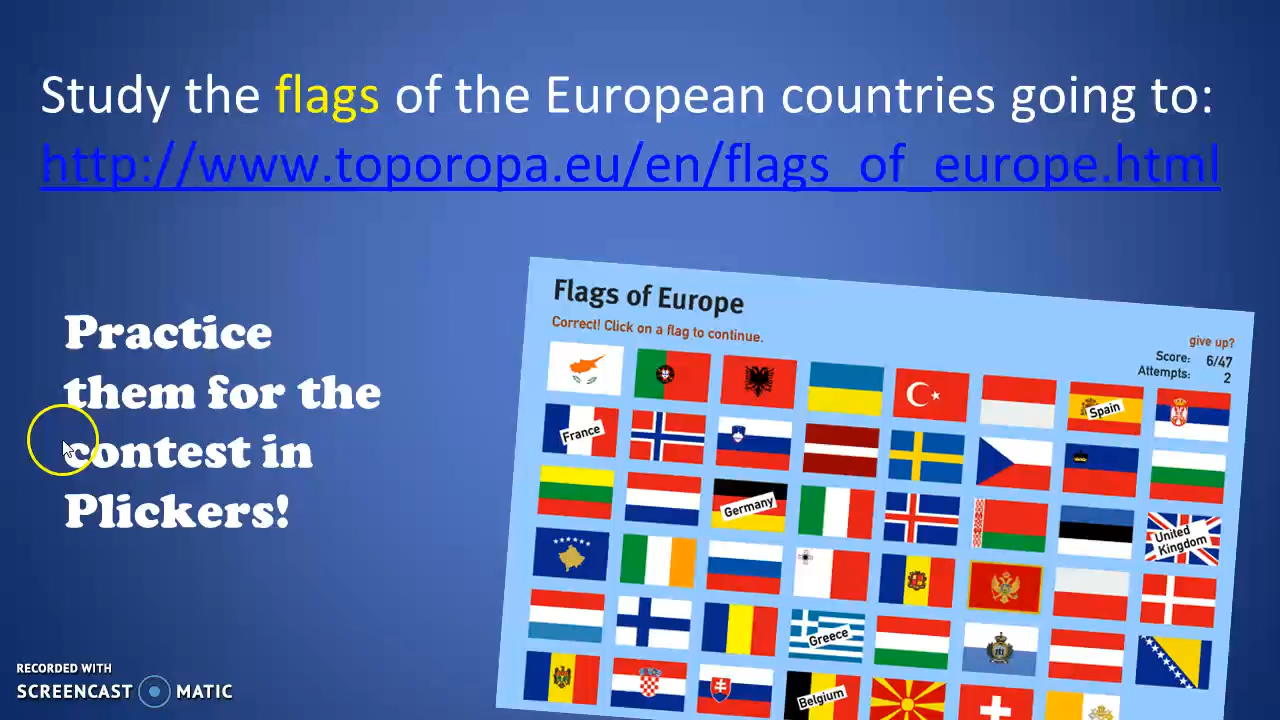 Study the flags of the European countries going to:
http://www.toporopa.eu/en/flags_of_europe.html
Practice
them for the
contest in
Plickers!
Flags of Europe
Correct! Click on a flag to continue.
give up?
Score: 6/47
Attempts: 2
Spain
France
Germany
United
Kingdom
Greece
Belgium
RECORDED WITH
SCREENCAST MATIC